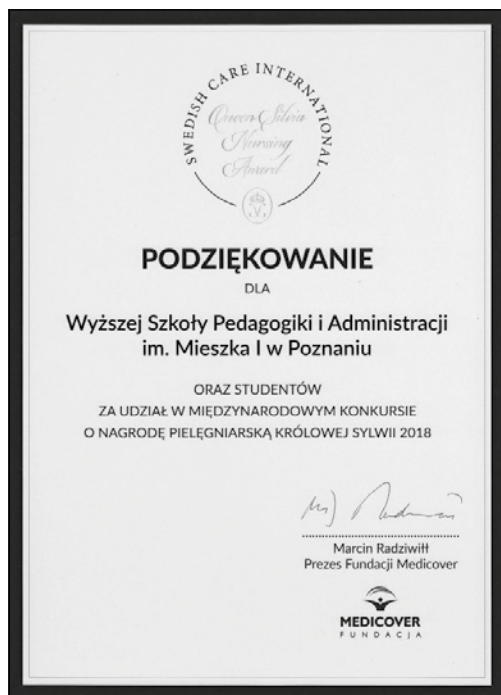 SWEDISH CARE INTERNATIONAL
Queen Silvia
Nursing
Award
PODZIĘKOWANIE
DLA
Wyższej Szkoły Pedagogiki i Administracji
im. Mieszka I w Poznaniu
ORAZ STUDENTÓW
ZA UDZIAŁ W MIĘDZYNARODOWYM KONKURSIE
O NAGRODĘ PIELĘGNIARSKĄ KRÓLOWEJ SYLWII 2018
Marcin Radziwiłł
Prezes Fundacji Medicover
MEDICOVER
FUNDACJA